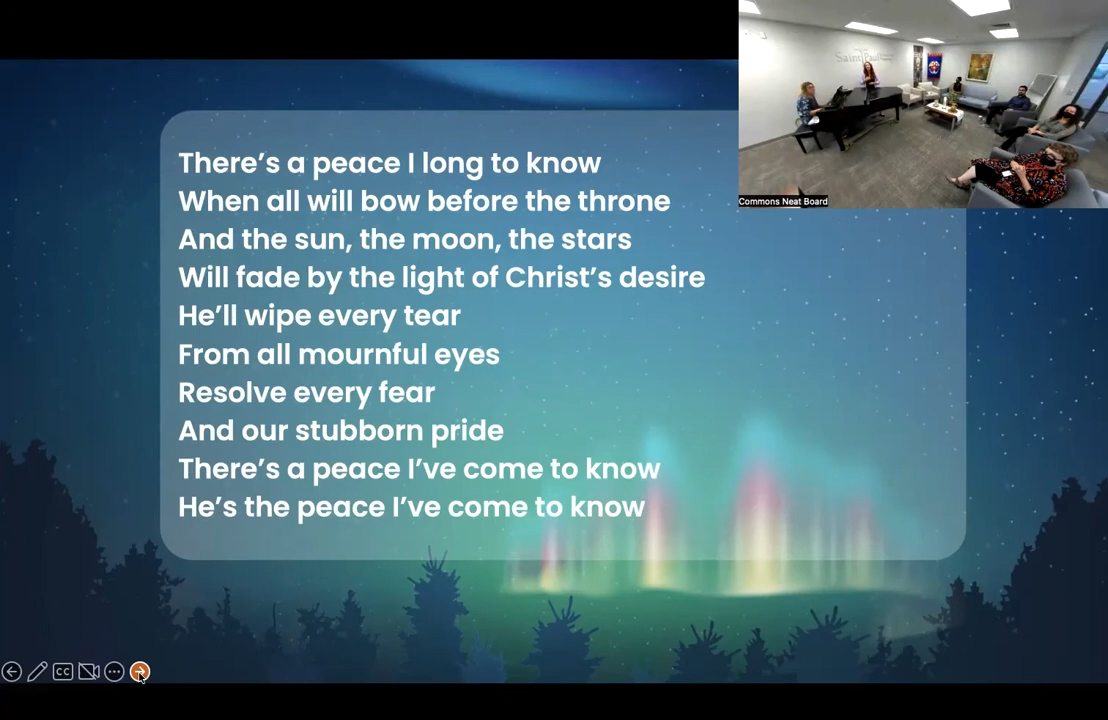 There’s a peace I long to know
When all will bow before the throne
And the sun, the moon, the stars
Will fade by the light of Christ’s desire
He’ll wipe every tear
From all mournful eyes
Resolve every fear
And our stubborn pride
There’s a peace I’ve come to know
He’s the peace I’ve come to know
Saint Paul
Commons Neat Board
CC